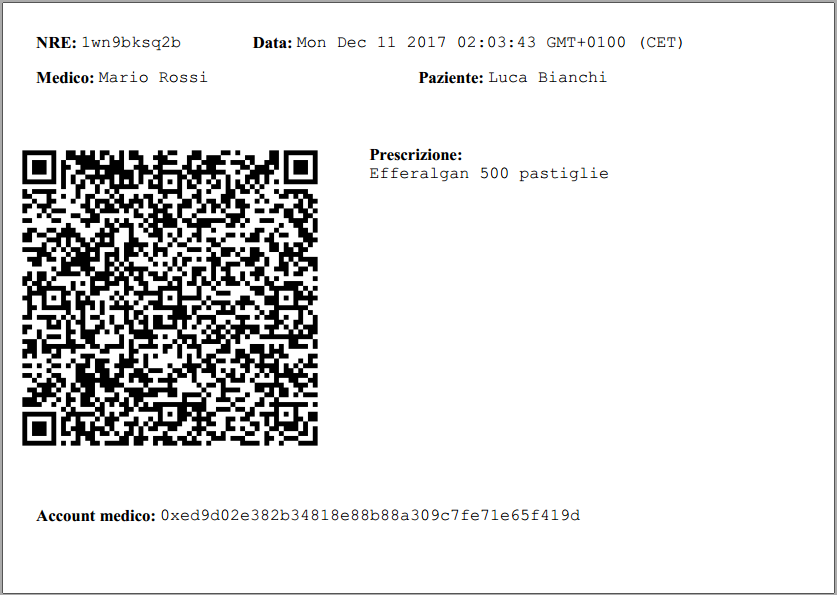 NRE: 1wn9bksq2b Data: Mon Dec 11 2017 02:03:43 GMT+0100 (CET)
Medico: Mario Rossi Paziente: Luca Bianchi
Prescrizione:
Efferalgan 500 pastiglie
Account medico: 0xed9d02e382b34818e88b88a309c7fe71e65f419d